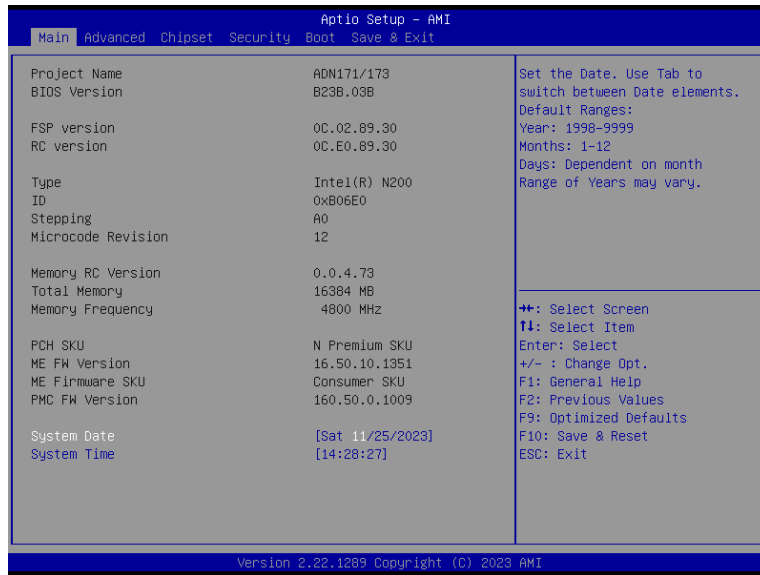 Aptio Setup – AMI
Main Advanced Chipset Security Boot Save & Exit
Project Name ADN171/173
BIOS Version B23B.03B
FSP version 0C.02.89.30
RC version 0C.E0.89.30
Type Intel(R) N200
ID 0xB06E0
Stepping A0
Microcode Revision 12
Memory RC Version 0.0.4.73
Total Memory 16384 MB
Memory Frequency 4800 MHz
PCH SKU N Premium SKU
ME FW Version 16.50.10.1351
ME Firmware SKU Consumer SKU
PMC FW Version 160.50.0.1009
System Date [Sat 11/25/2023]
System Time [14:28:27]
Set the Date. Use Tab to
switch between Date elements.
Default Ranges:
Year: 1998-9999
Months: 1-12
Days: Dependent on month
Range of Years may vary.
→←: Select Screen
↑↓: Select Item
Enter: Select
+/- : Change Opt.
F1: General Help
F2: Previous Values
F9: Optimized Defaults
F10: Save & Reset
ESC: Exit
Version 2.22.1289 Copyright (C) 2023 AMI